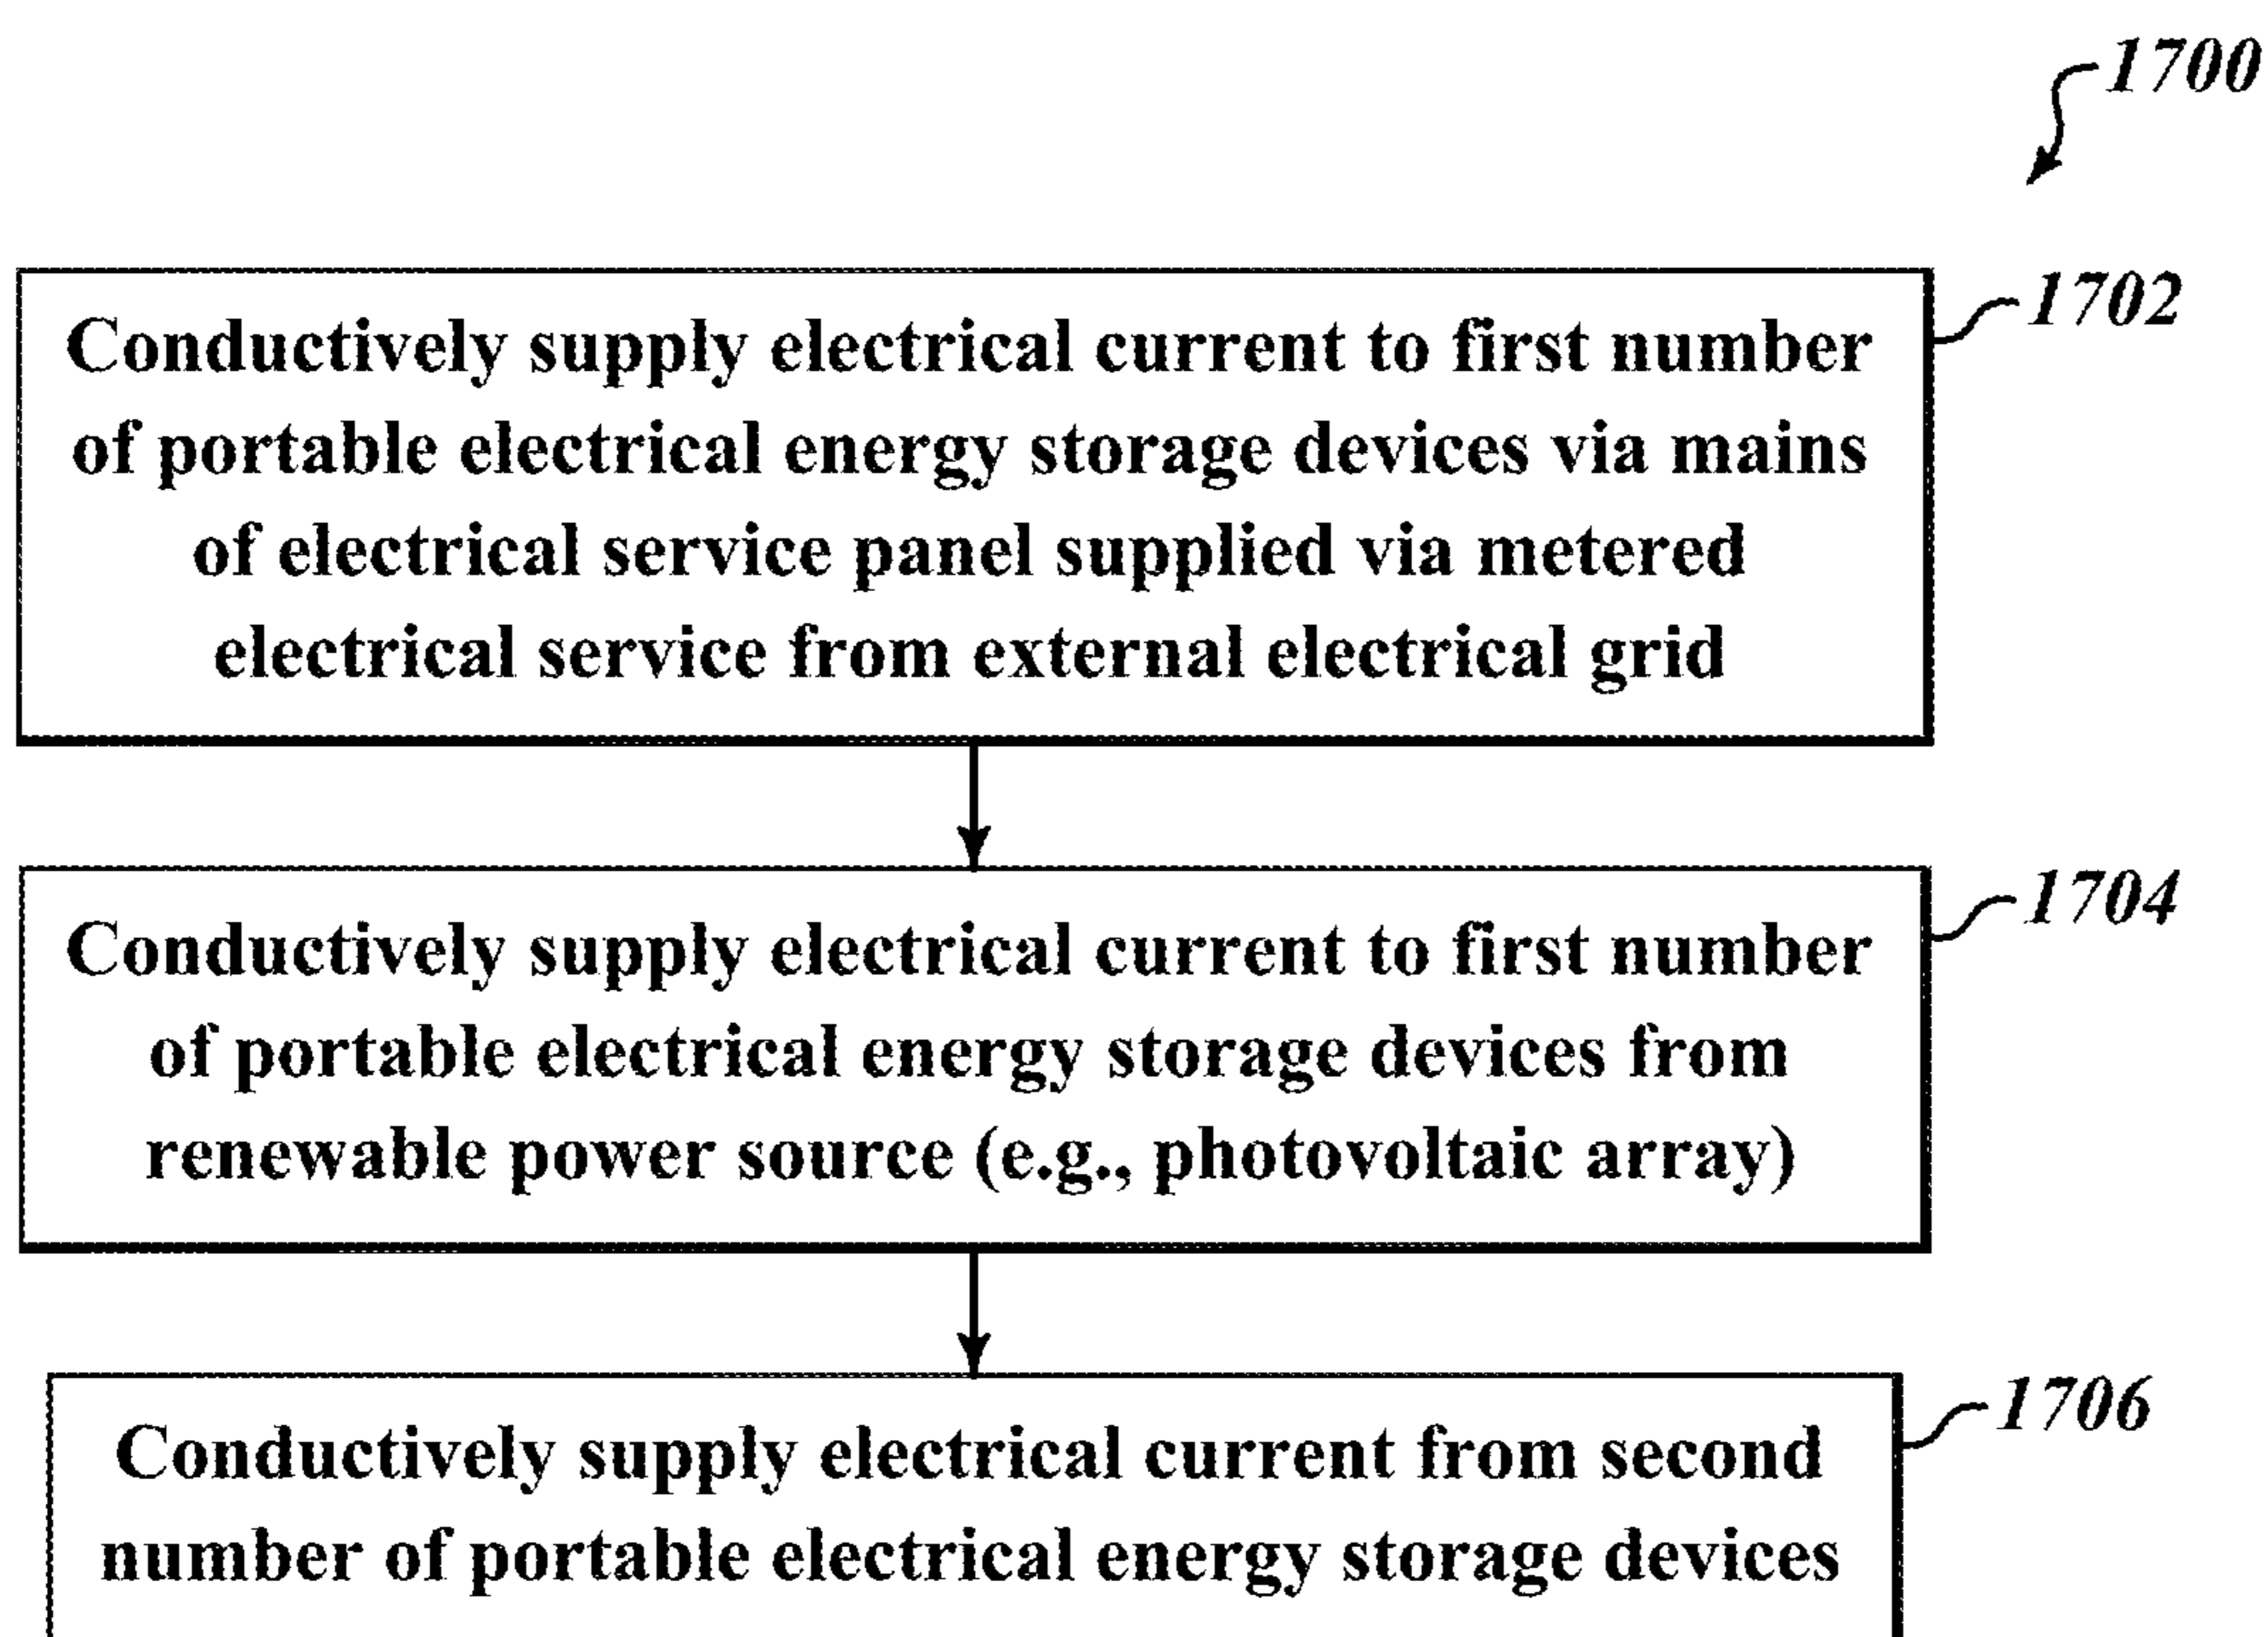 1700
1702
Conductively supply electrical current to first number
of portable electrical energy storage devices via mains
of electrical service panel supplied via metered
electrical service from external electrical grid
1704
Conductively supply electrical current to first number
of portable electrical energy storage devices from
renewable power source (e.g., photovoltaic array)
1706
Conductively supply electrical current from second
number of portable electrical energy storage devices